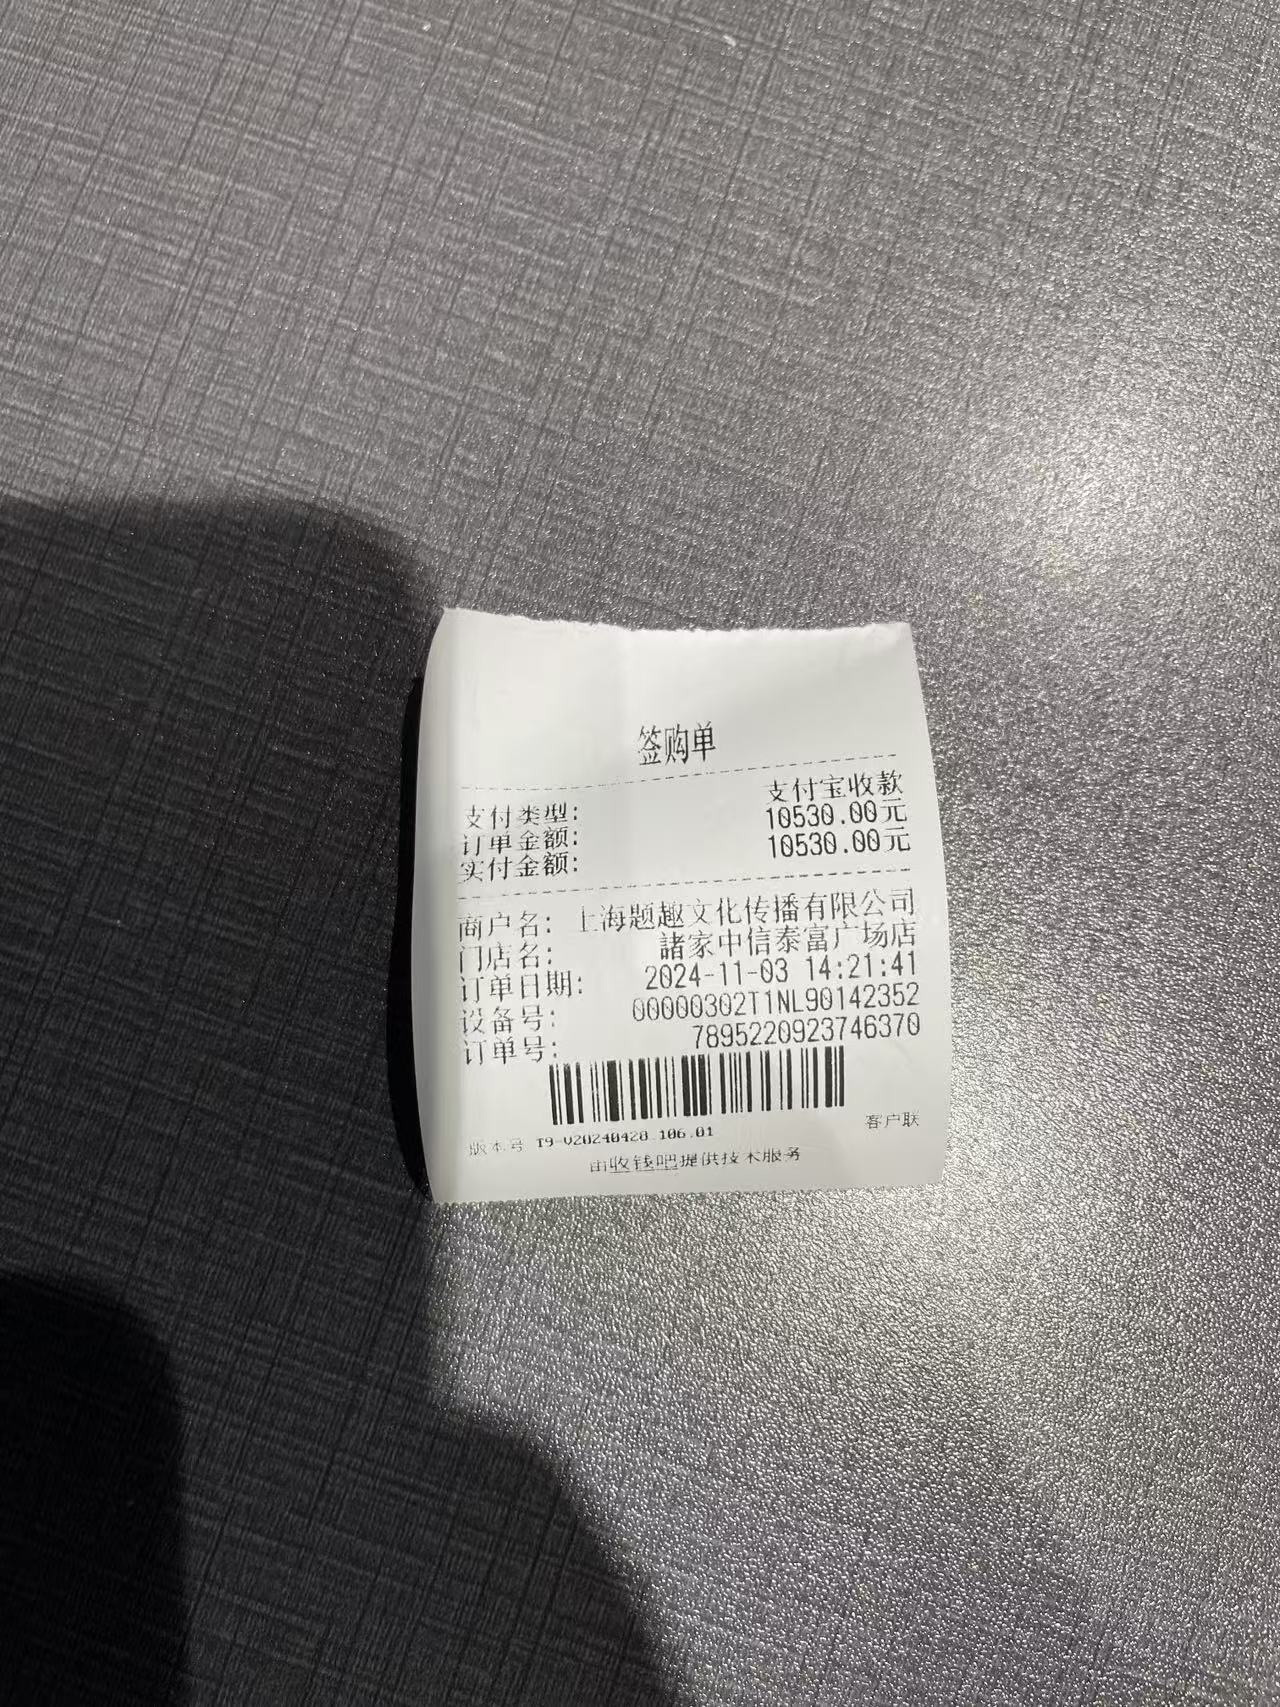 签购单
支付类型: 支付宝收款
订单金额: 10530.00元
实付金额: 10530.00元
商户名: 上海题趣文化传播有限公司
门店名: 諸家中信泰富广场店
订单日期: 2024-11-03 14:21:41
设备号: 00000302T1NL90142352
订单号: 7895220923746370
客户联
版本号 T9-V20240428.106.01
由收钱吧提供技术服务